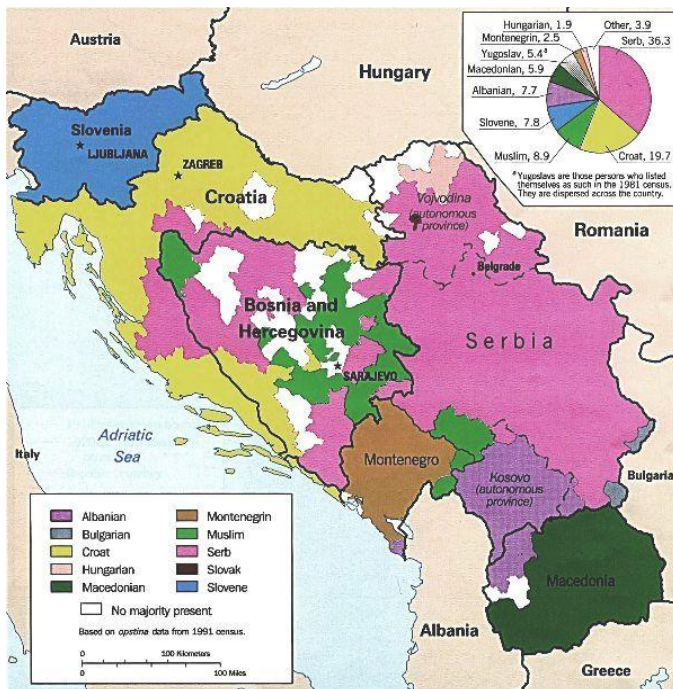 Austria
Hungary
Slovenia
LJUBLJANA
ZAGREB
Croatia
Hungarian, 1.9
Other, 3.9
Montenegrin, 2.5
Serb, 36.3
Yugoslav, 5.4ª
Macedonian, 5.9
Albanian, 7.7
Slovene, 7.8
Muslim, 8.9
Croat, 19.7
ª Yugoslavs are those persons who listed
themselves as such in the 1981 census.
They are dispersed across the country.
Vojvodina
(autonomous
province)
Romania
Belgrade
Bosnia and
Hercegovina
Serbia
SARAJEVO
Adriatic
Sea
Italy
Montenegro
Kosovo
(autonomous
province)
Bulgaria
Macedonia
Albania
Greece
Albanian
Montenegrin
Bulgarian
Muslim
Croat
Serb
Hungarian
Slovak
Macedonian
Slovene
No majority present
Based on opstina data from 1991 census.
0 100 Kilometers
0 100 Miles